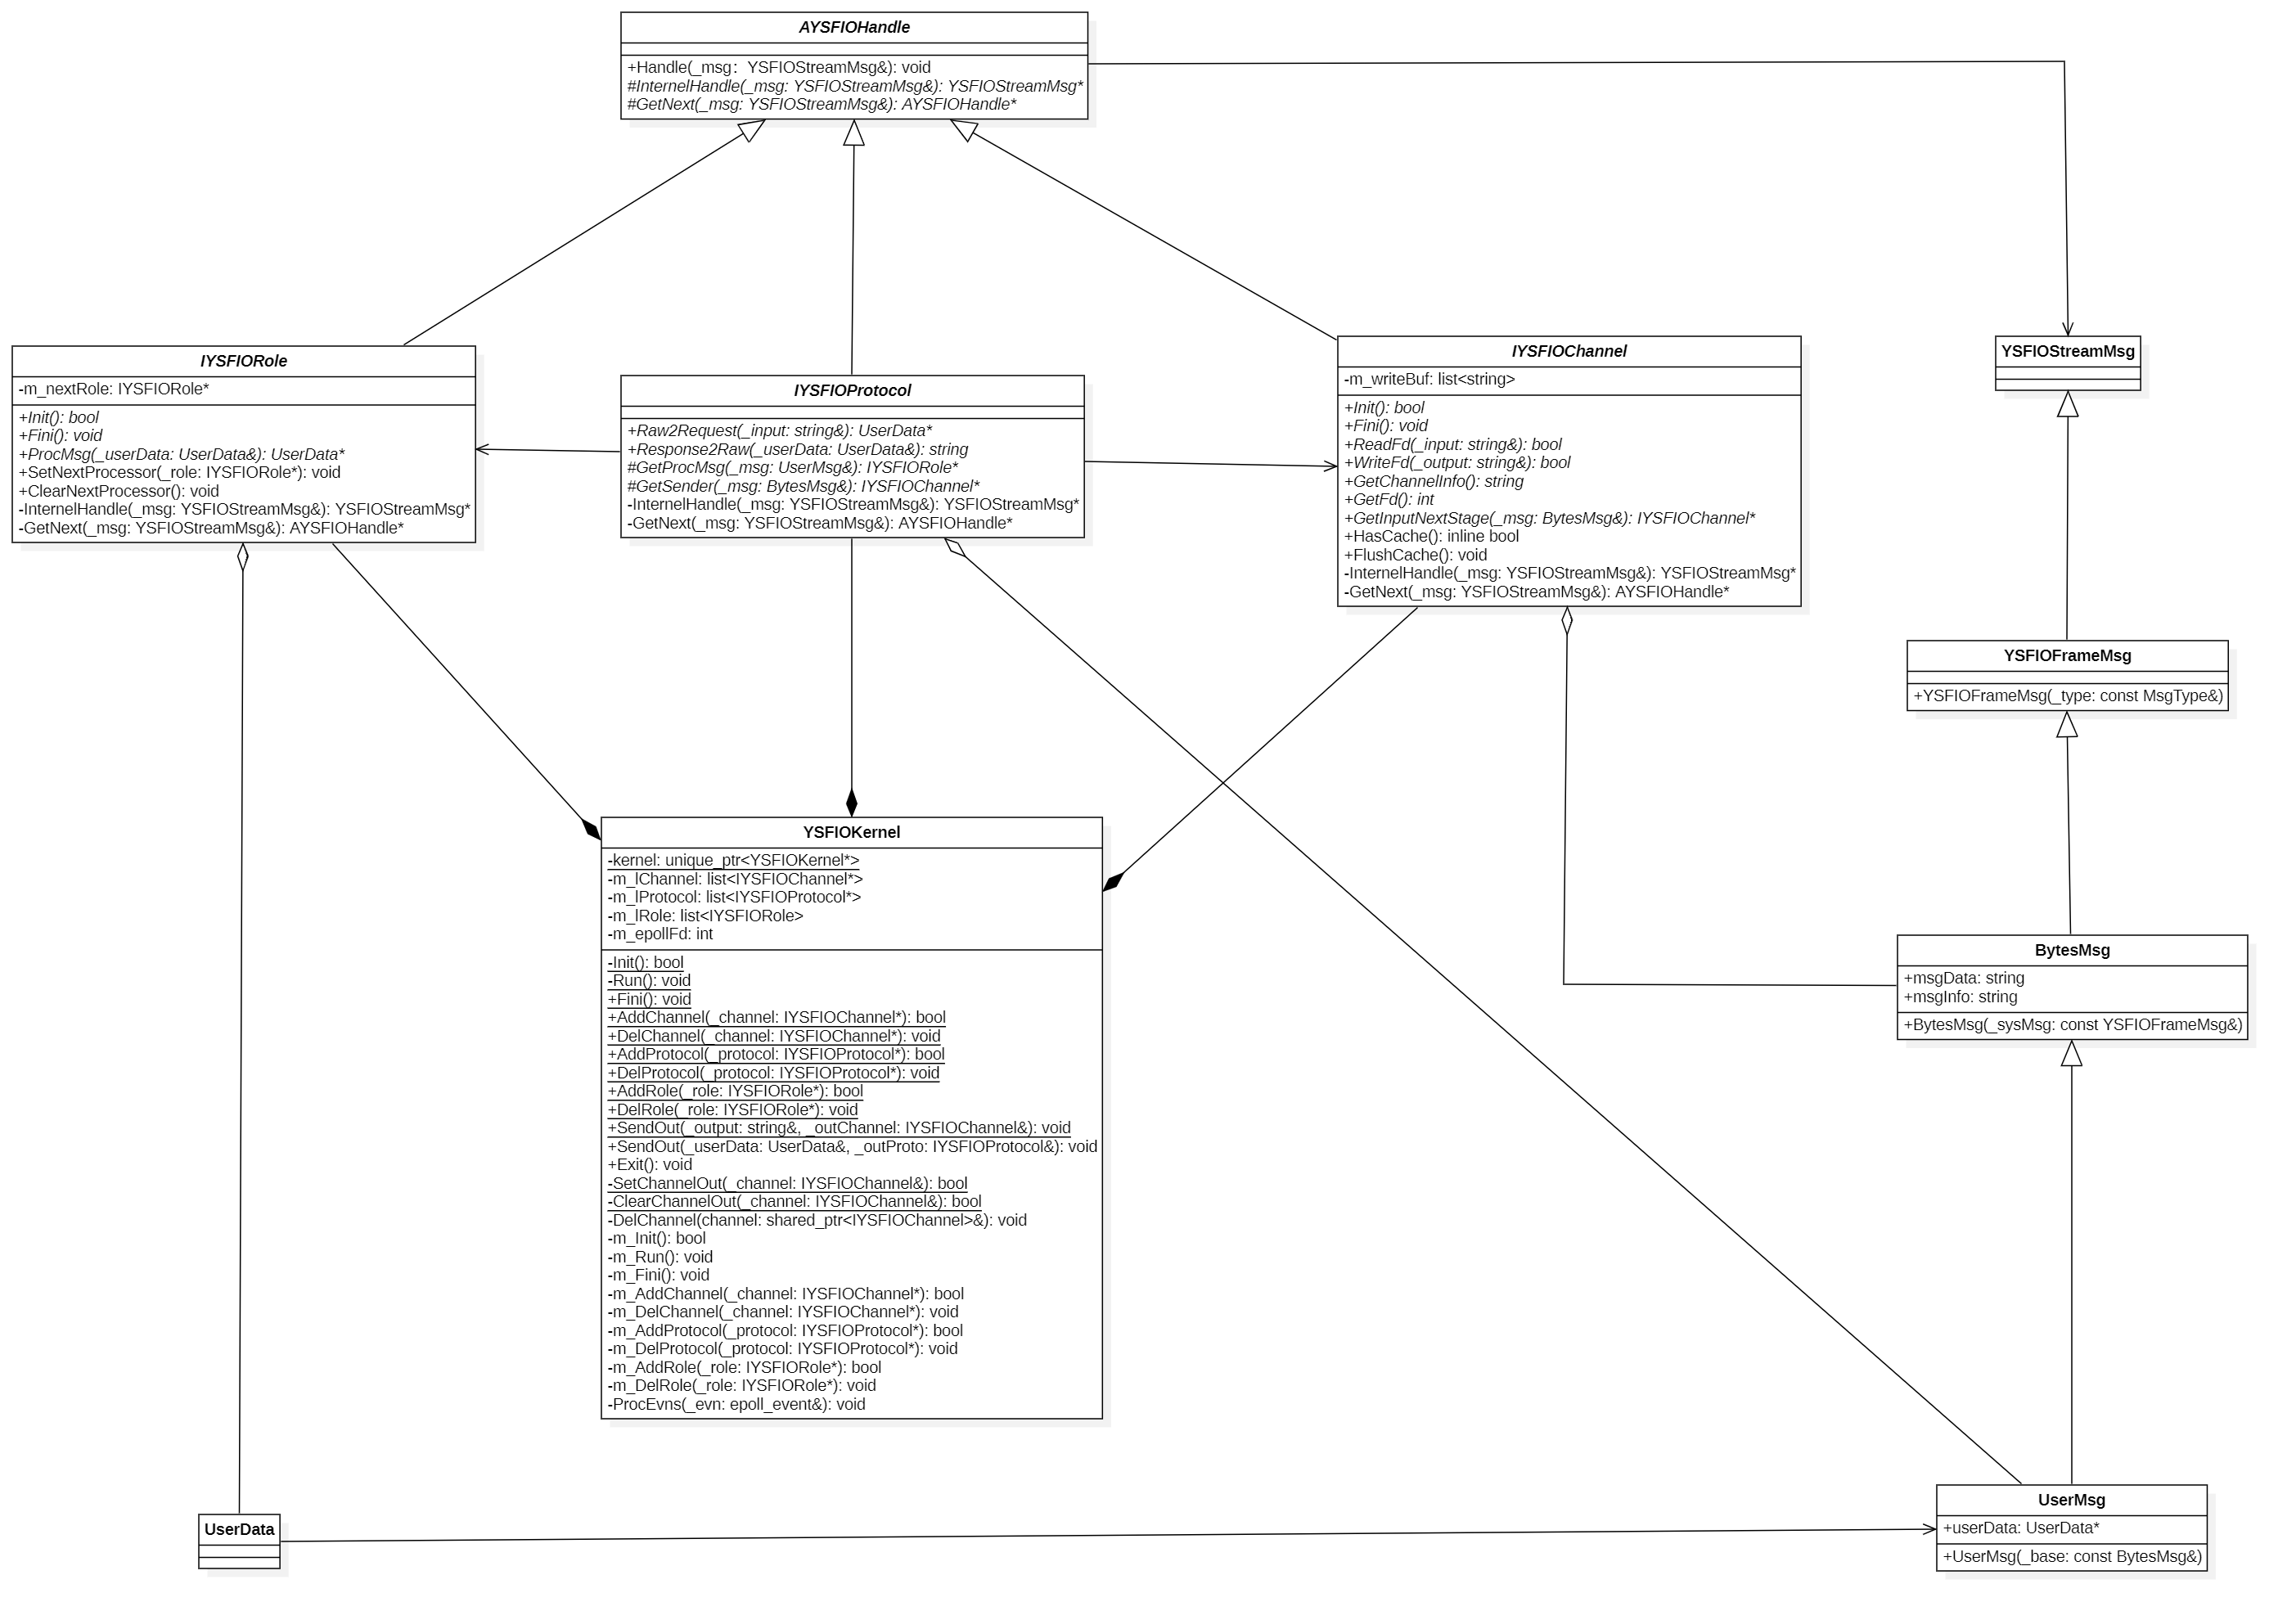 AYSFIOHandle
+Handle(_msg: YSFIOStreamMsg&): void
#InternelHandle(_msg: YSFIOStreamMsg&): YSFIOStreamMsg*
#GetNext(_msg: YSFIOStreamMsg&): AYSFIOHandle*
IYSFIORole
-m_nextRole: IYSFIORole*
+Init(): bool
+Fini(): void
+ProcMsg(_userData: UserData&): UserData*
+SetNextProcessor(_role: IYSFIORole*): void
+ClearNextProcessor(): void
-InternelHandle(_msg: YSFIOStreamMsg&): YSFIOStreamMsg*
-GetNext(_msg: YSFIOStreamMsg&): AYSFIOHandle*
IYSFIOProtocol
+Raw2Request(_input: string&): UserData*
+Response2Raw(_userData: UserData&): string
#GetProcMsg(_msg: UserMsg&): IYSFIORole*
#GetSender(_msg: BytesMsg&): IYSFIOChannel*
-InternelHandle(_msg: YSFIOStreamMsg&): YSFIOStreamMsg*
-GetNext(_msg: YSFIOStreamMsg&): AYSFIOHandle*
IYSFIOChannel
-m_writeBuf: list<string>
+Init(): bool
+Fini(): void
+ReadFd(_input: string&): bool
+WriteFd(_output: string&): bool
+GetChannelInfo(): string
+GetFd(): int
+GetInputNextStage(_msg: BytesMsg&): IYSFIOChannel*
+HasCache(): inline bool
+FlushCache(): void
-InternelHandle(_msg: YSFIOStreamMsg&): YSFIOStreamMsg*
-GetNext(_msg: YSFIOStreamMsg&): AYSFIOHandle*
YSFIOStreamMsg
YSFIOFrameMsg
+YSFIOFrameMsg(_type: const MsgType&)
YSFIOKernel
-kernel: unique_ptr<YSFIOKernel*>
-m_lChannel: list<IYSFIOChannel*>
-m_lProtocol: list<IYSFIOProtocol*>
-m_lRole: list<IYSFIORole>
-m_epollFd: int
-Init(): bool
-Run(): void
+Fini(): void
+AddChannel(_channel: IYSFIOChannel*): bool
+DelChannel(_channel: IYSFIOChannel*): void
+AddProtocol(_protocol: IYSFIOProtocol*): bool
+DelProtocol(_protocol: IYSFIOProtocol*): void
+AddRole(_role: IYSFIORole*): bool
+DelRole(_role: IYSFIORole*): void
+SendOut(_output: string&, _outChannel: IYSFIOChannel&): void
+SendOut(_userData: UserData&, _outProto: IYSFIOProtocol&): void
+Exit(): void
-SetChannelOut(_channel: IYSFIOChannel&): bool
-ClearChannelOut(_channel: IYSFIOChannel&): bool
-DelChannel(channel: shared_ptr<IYSFIOChannel>&): void
-m_Init(): bool
-m_Run(): void
-m_Fini(): void
-m_AddChannel(_channel: IYSFIOChannel*): bool
-m_DelChannel(_channel: IYSFIOChannel*): void
-m_AddProtocol(_protocol: IYSFIOProtocol*): bool
-m_DelProtocol(_protocol: IYSFIOProtocol*): void
-m_AddRole(_role: IYSFIORole*): bool
-m_DelRole(_role: IYSFIORole*): void
-ProcEvns(_evn: epoll_event&): void
BytesMsg
+msgData: string
+msgInfo: string
+BytesMsg(_sysMsg: const YSFIOFrameMsg&)
UserData
UserMsg
+userData: UserData*
+UserMsg(_base: const BytesMsg&)